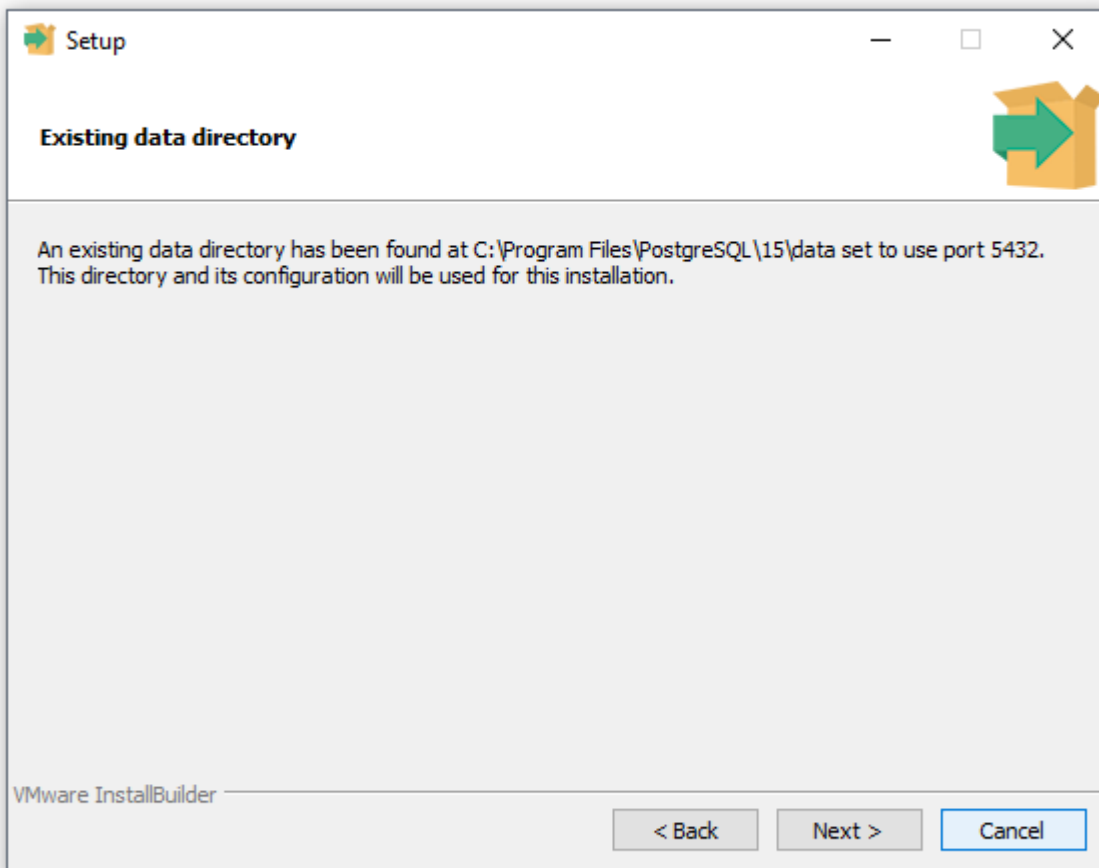 Setup
Existing data directory
An existing data directory has been found at C:\Program Files\PostgreSQL\15\data set to use port 5432.
This directory and its configuration will be used for this installation.
VMware InstallBuilder
< Back
Next >
Cancel